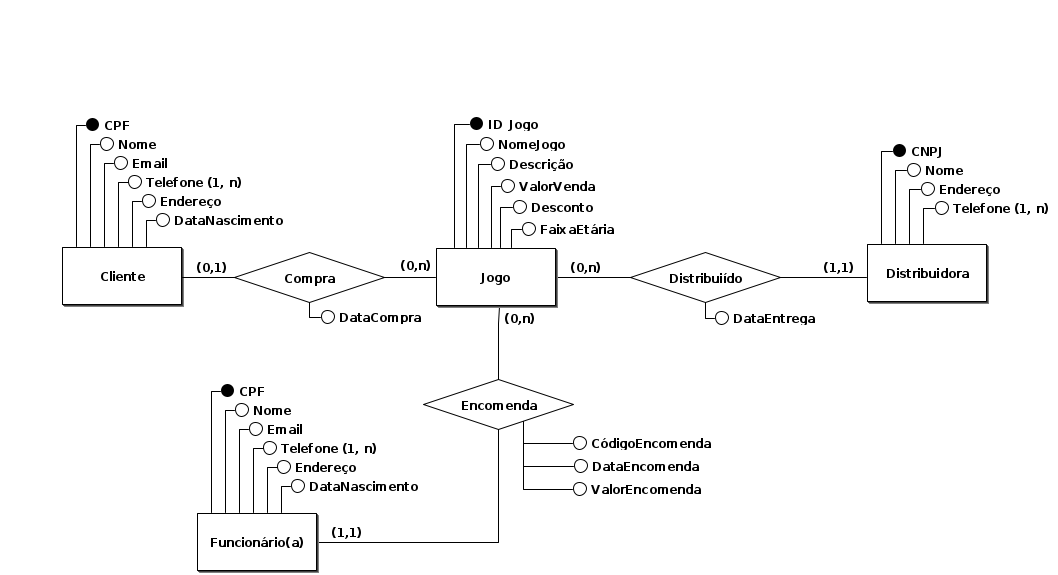 CPF
Nome
Email
Telefone (1, n)
Endereço
DataNascimento
Cliente
(0,1)
Compra
DataCompra
(0,n)
ID_Jogo
NomeJogo
Descrição
ValorVenda
Desconto
FaixaEtária
Jogo
(0,n)
Distribuiído
DataEntrega
(1,1)
CNPJ
Nome
Endereço
Telefone (1, n)
Distribuidora
(0,n)
Encomenda
CódigoEncomenda
DataEncomenda
ValorEncomenda
CPF
Nome
Email
Telefone (1, n)
Endereço
DataNascimento
Funcionário(a)
(1,1)